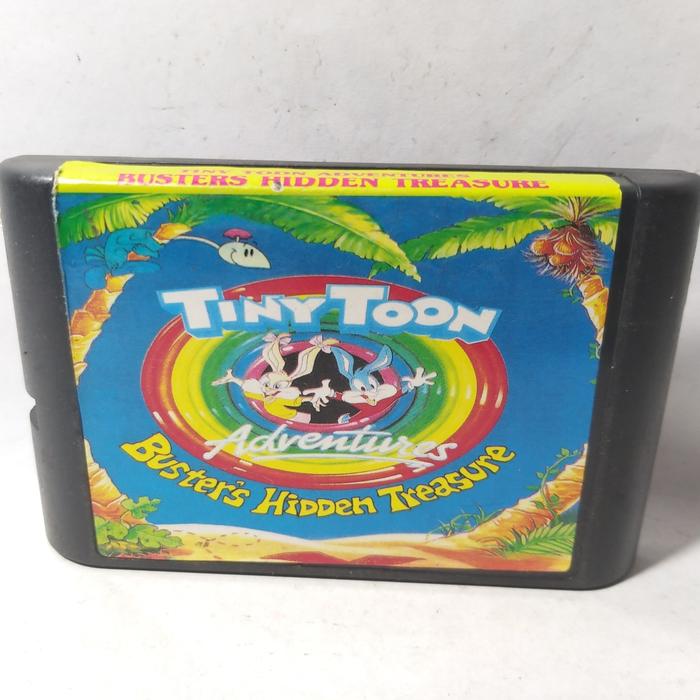 TINY TOON ADVENTURES
BUSTERS HIDDEN TREASURE
TINY TOON
Adventures
BUSTER'S HIDDEN TREASURE